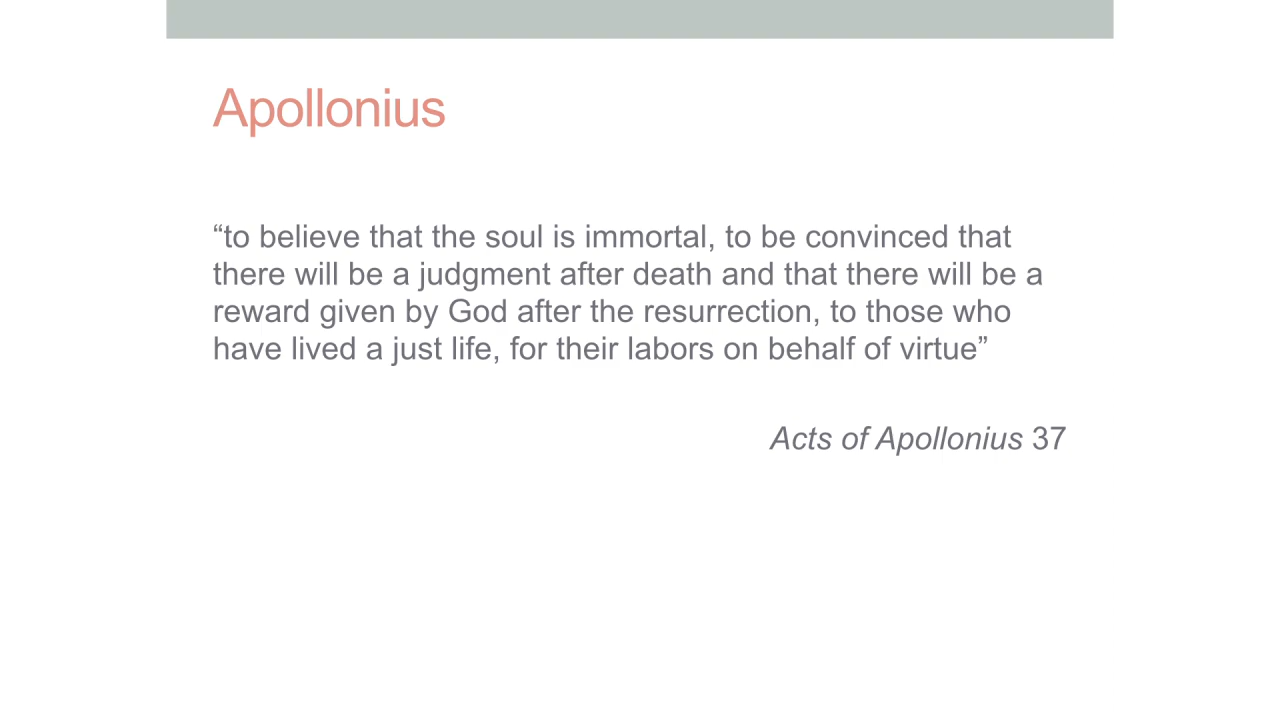 Apollonius
“to believe that the soul is immortal, to be convinced that
there will be a judgment after death and that there will be a
reward given by God after the resurrection, to those who
have lived a just life, for their labors on behalf of virtue”
Acts of Apollonius 37